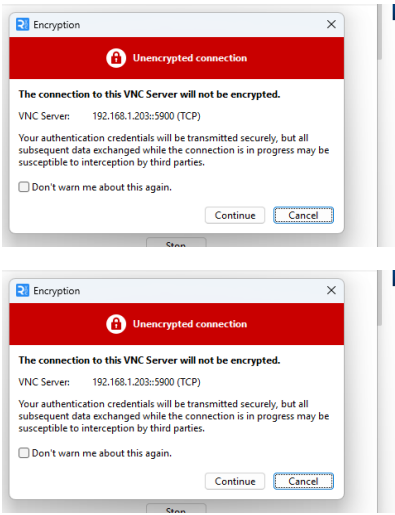 Encryption
Unencrypted connection
The connection to this VNC Server will not be encrypted.
VNC Server: 192.168.1.203::5900 (TCP)
Your authentication credentials will be transmitted securely, but all
subsequent data exchanged while the connection is in progress may be
susceptible to interception by third parties.
Don't warn me about this again.
Continue Cancel
Stop
Encryption
Unencrypted connection
The connection to this VNC Server will not be encrypted.
VNC Server: 192.168.1.203::5900 (TCP)
Your authentication credentials will be transmitted securely, but all
subsequent data exchanged while the connection is in progress may be
susceptible to interception by third parties.
Don't warn me about this again.
Continue Cancel
Stop